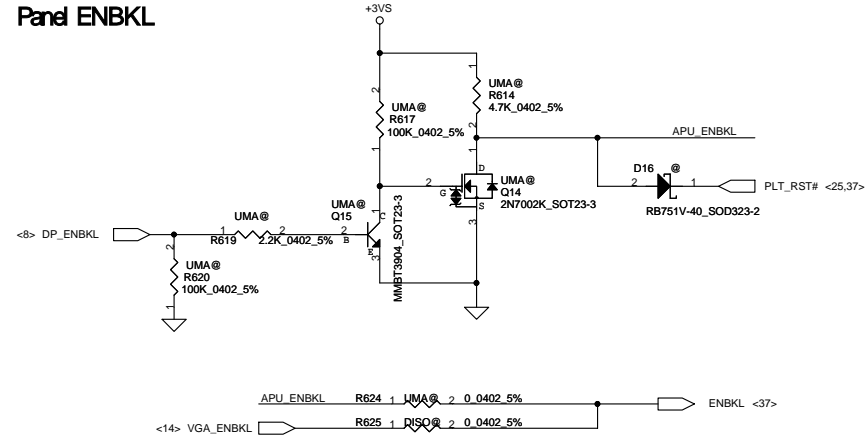 Panel ENBKL
+3VS
1
UMA@
R614
4.7K_0402_5%
2
2
UMA@
R617
100K_0402_5%
1
APU_ENBKL
1
D
2
G
S
3
UMA@
Q14
2N7002K_SOT23-3
D16 @
2 1
RB751V-40_SOD323-2
PLT_RST# <25,37>
UMA@
Q15
1
C
2
B
E
3
MMBT3904_SOT23-3
<8> DP_ENBKL
UMA@
1 2
R619 2.2K_0402_5%
2
UMA@
R620
100K_0402_5%
1
APU_ENBKL R624 1 UMA@ 2 0_0402_5%
ENBKL <37>
<14> VGA_ENBKL R625 1 DISO@ 2 0_0402_5%